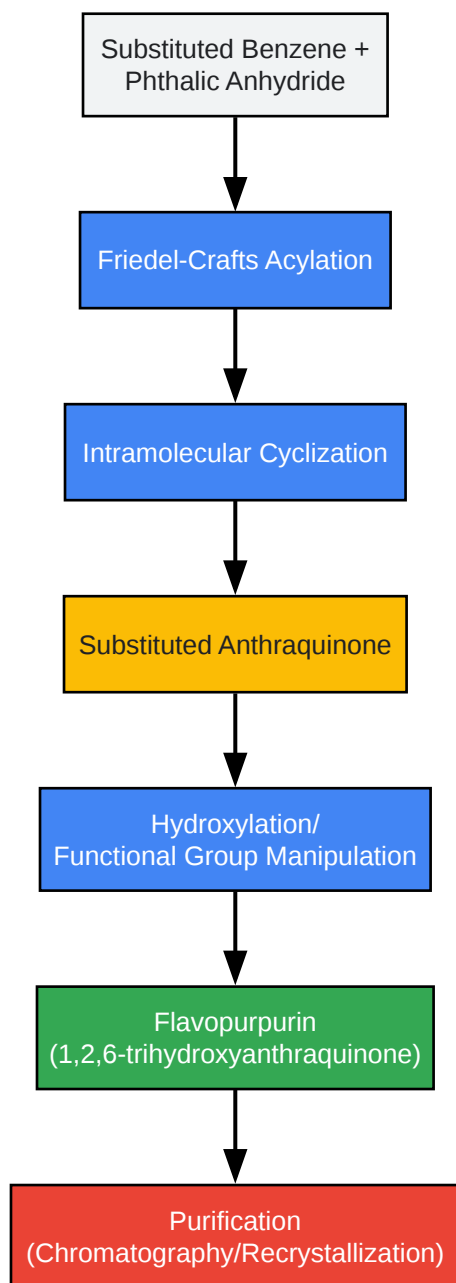 Substituted Benzene +
Phthalic Anhydride
Friedel-Crafts Acylation
Intramolecular Cyclization
Substituted Anthraquinone
Hydroxylation/
Functional Group Manipulation
Flavopurpurin
(1,2,6-trihydroxyanthraquinone)
Purification
(Chromatography/Recrystallization)